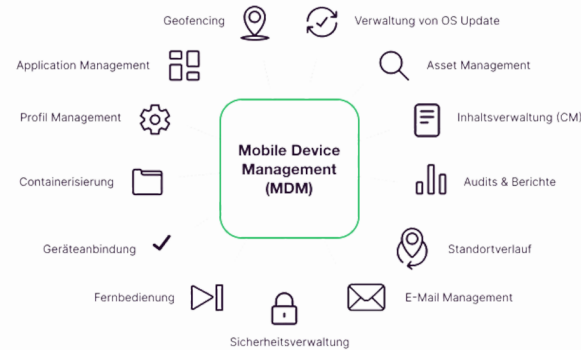 Geofencing
Verwaltung von OS Update
Application Management
Asset Management
Profil Management
Inhaltsverwaltung (CM)
Mobile Device
Management
(MDM)
Containerisierung
Audits & Berichte
Geräteanbindung
Standortverlauf
Fernbedienung
E-Mail Management
Sicherheitsverwaltung